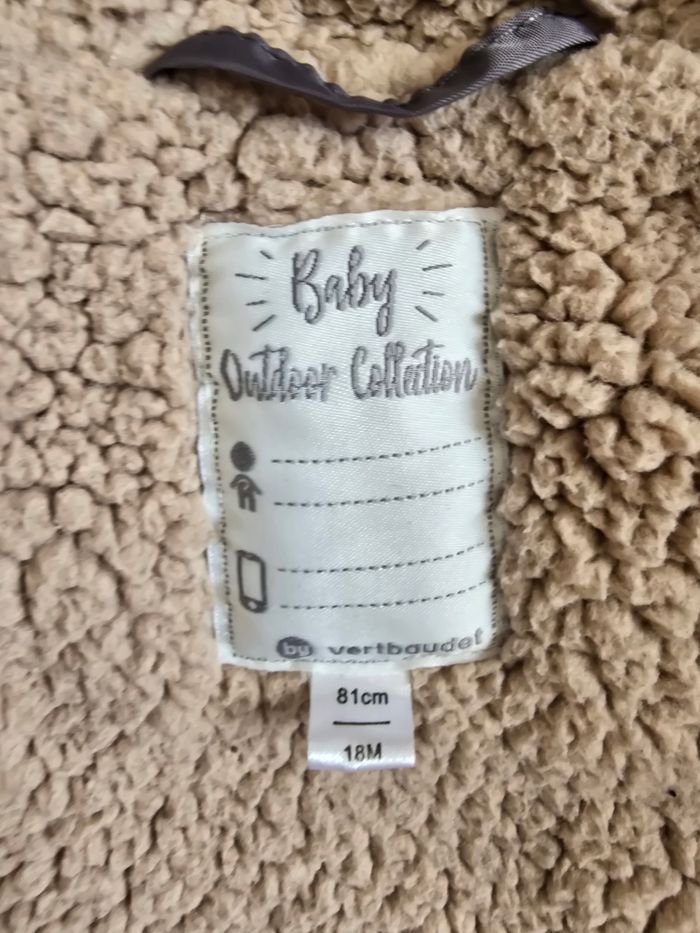 Baby
Outdoor Collection
by vertbaudet
81cm
18M